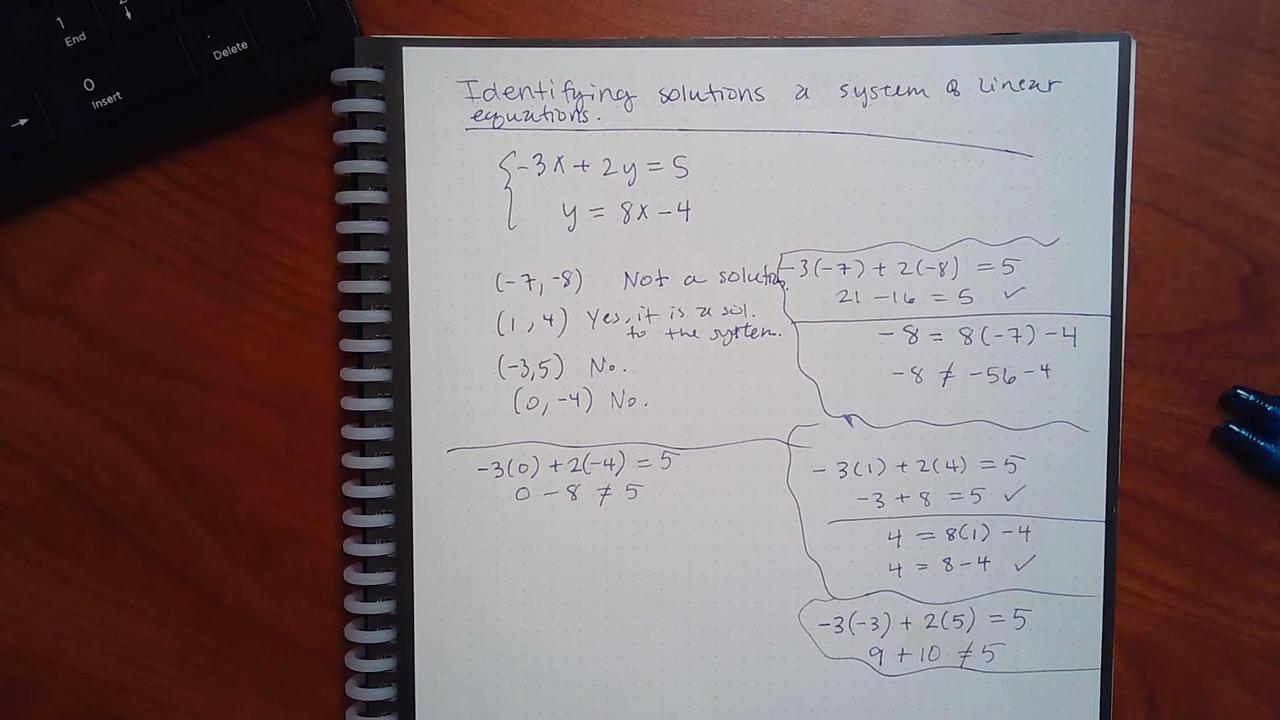 1
End
0
Insert
Delete
Identifying solutions a system of linear
equations.
-3x + 2y = 5
y = 8x - 4
(-7, -8) Not a solution.
(1, 4) Yes, it is a sol.
to the system.
(-3,5) No.
(0, -4) No.
-3(0) + 2(-4) = 5
0 - 8 ≠ 5
-3(-7) + 2(-8) = 5
21 - 16 = 5 ✓
-8 = 8(-7) - 4
-8 ≠ -56 - 4
-3(1) + 2(4) = 5
-3 + 8 = 5 ✓
4 = 8(1) - 4
4 = 8 - 4 ✓
-3(-3) + 2(5) = 5
9 + 10 ≠ 5